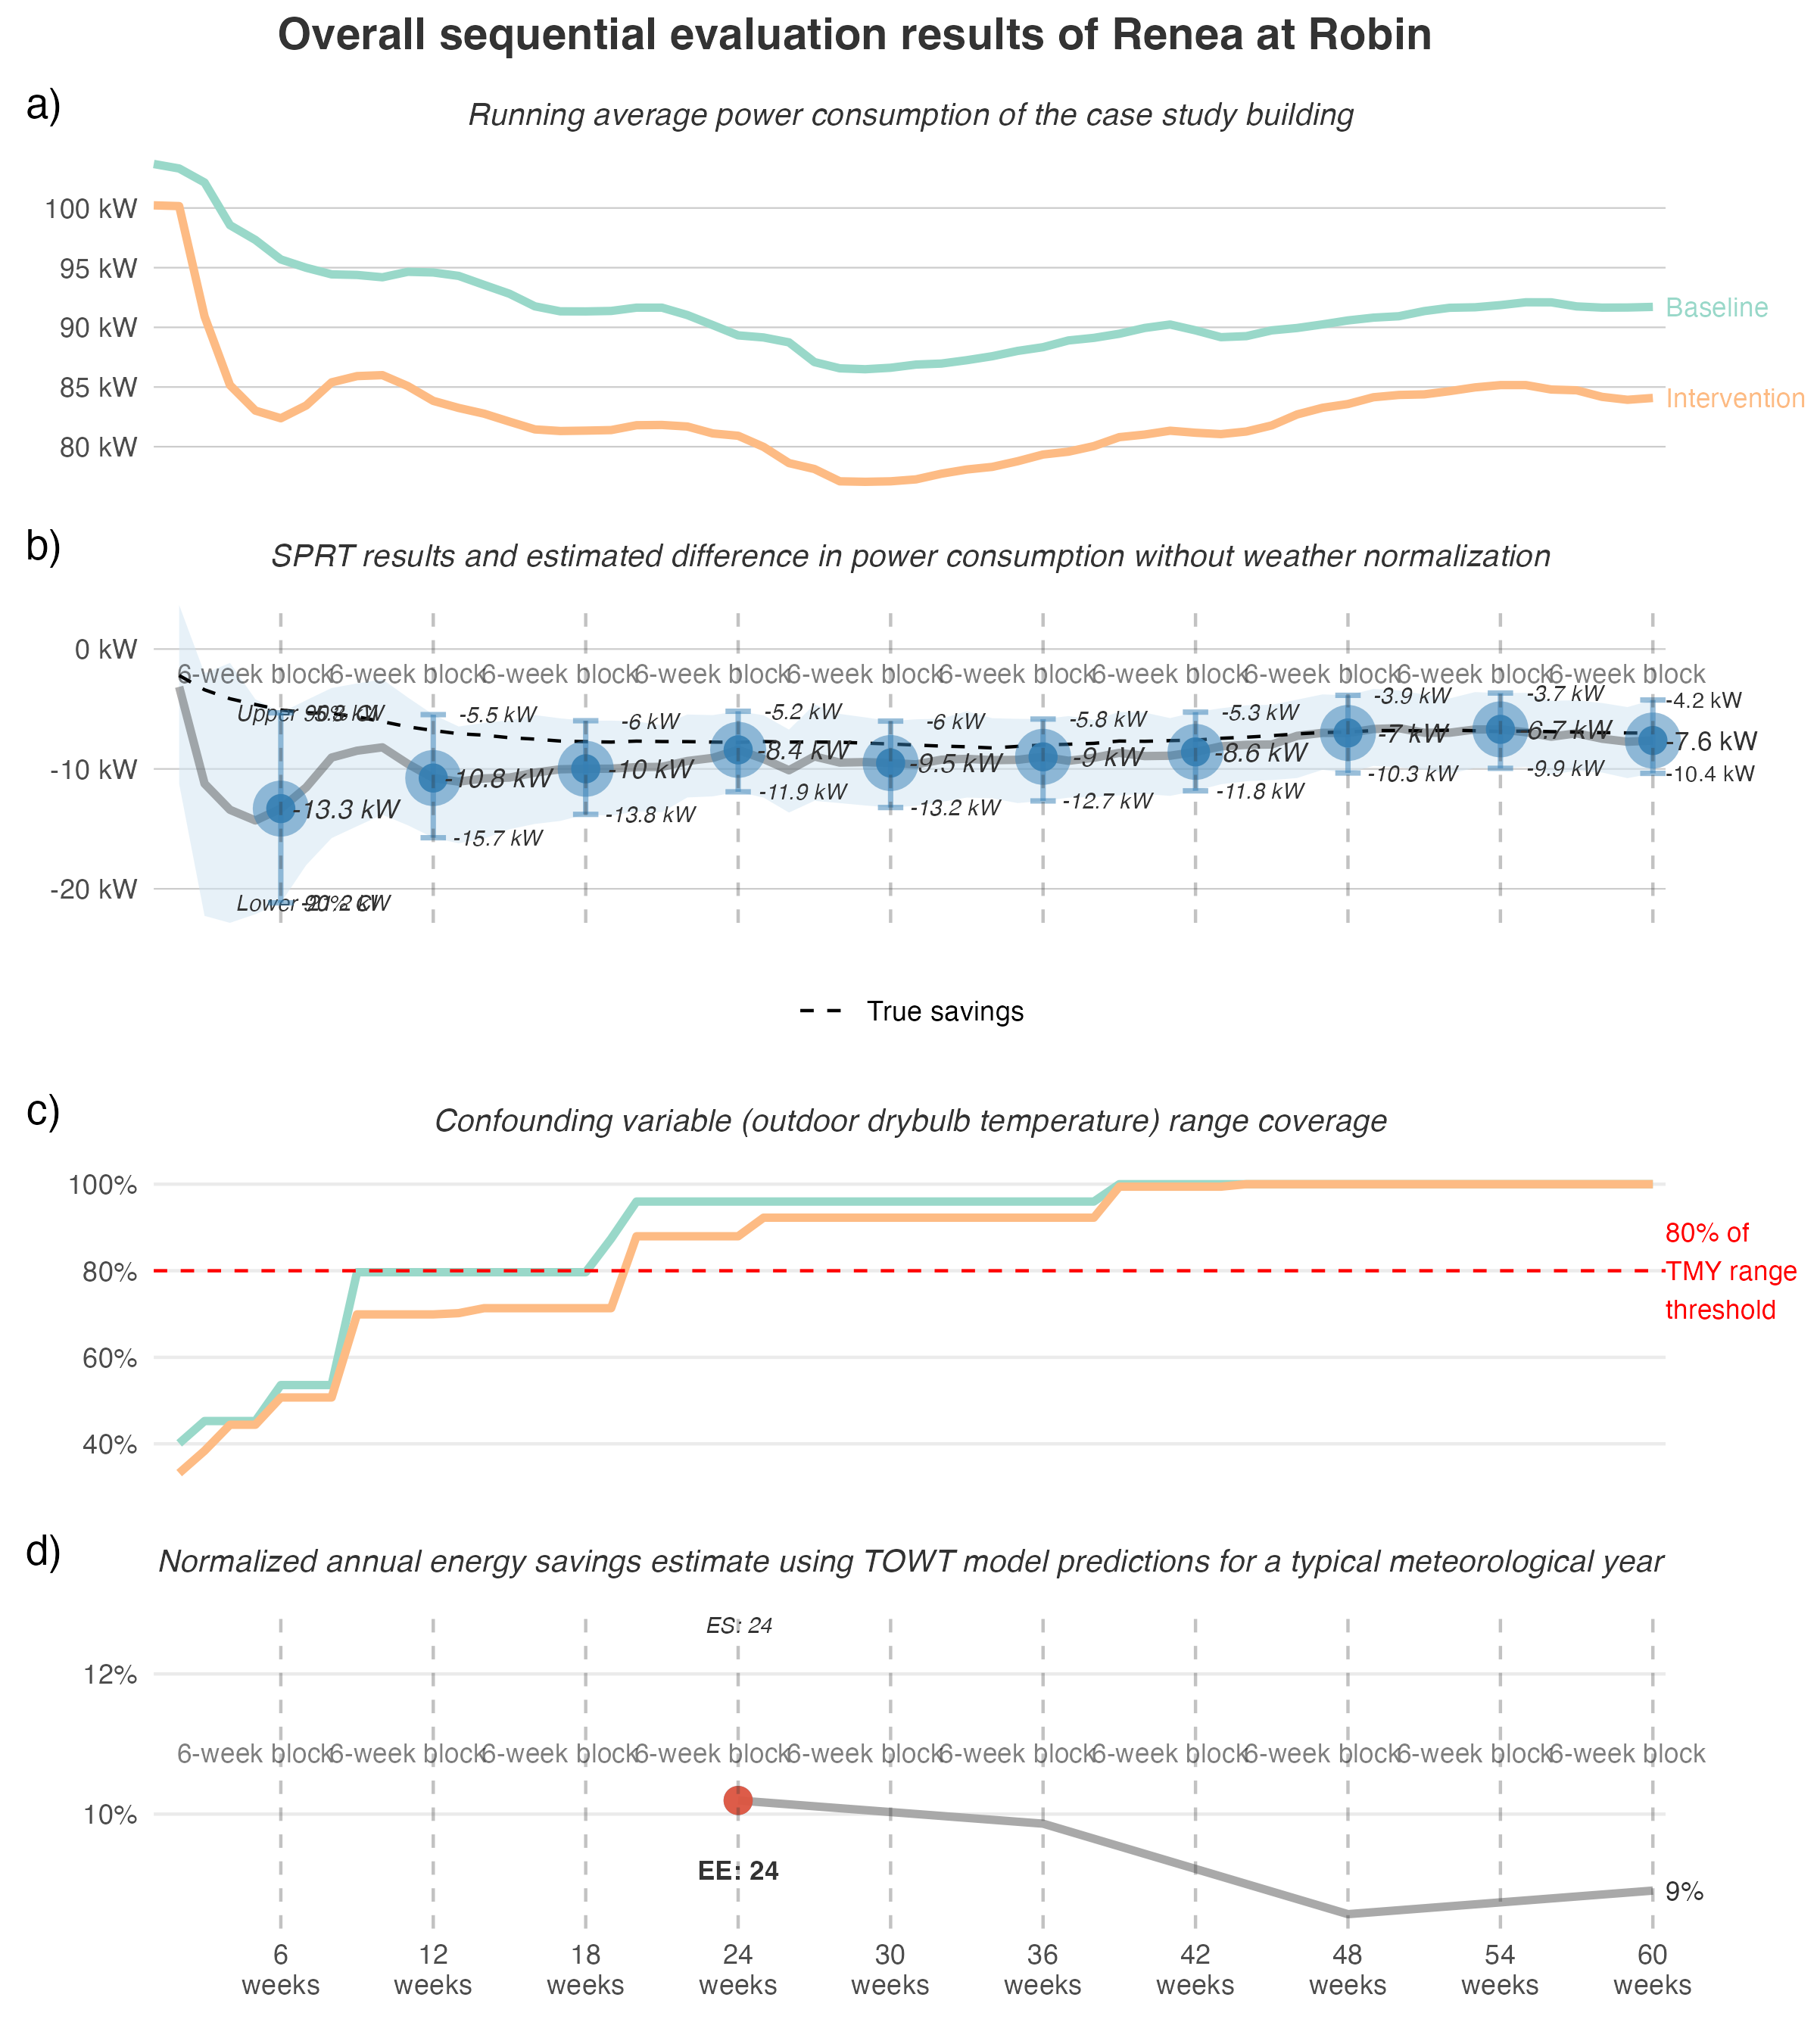 Overall sequential evaluation results of Renea at Robin
a)
Running average power consumption of the case study building
100 kW
95 kW
90 kW
85 kW
80 kW
Baseline
Intervention
b)
SPRT results and estimated difference in power consumption without weather normalization
0 kW
-10 kW
-20 kW
6-week block
6-week block
6-week block
6-week block
6-week block
6-week block
6-week block
6-week block
6-week block
6-week block
Upper 90% CI
-5.5 kW
-6 kW
-5.2 kW
-6 kW
-5.8 kW
-5.3 kW
-3.9 kW
-3.7 kW
-4.2 kW
-13.3 kW
-10.8 kW
-10 kW
-8.4 kW
-9.5 kW
-9 kW
-8.6 kW
-7 kW
-6.7 kW
-7.6 kW
Lower 90% CI
-21.2 kW
-15.7 kW
-13.8 kW
-11.9 kW
-13.2 kW
-12.7 kW
-11.8 kW
-10.3 kW
-9.9 kW
-10.4 kW
True savings
c)
Confounding variable (outdoor drybulb temperature) range coverage
100%
80%
60%
40%
80% of
TMY range
threshold
d)
Normalized annual energy savings estimate using TOWT model predictions for a typical meteorological year
ES: 24
12%
10%
6-week block
6-week block
6-week block
6-week block
6-week block
6-week block
6-week block
6-week block
6-week block
6-week block
EE: 24
9%
6
weeks
12
weeks
18
weeks
24
weeks
30
weeks
36
weeks
42
weeks
48
weeks
54
weeks
60
weeks